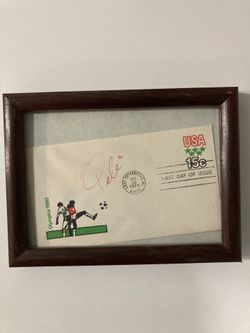 USA
15c
FIRST DAY OF ISSUE
Pelé
Olympics 1980